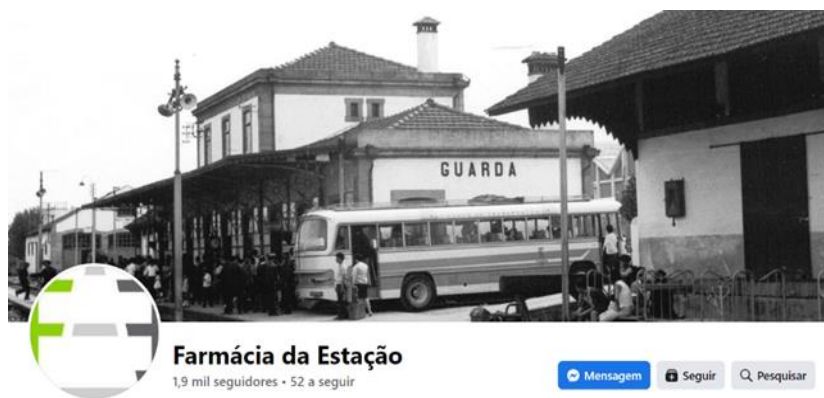 GUARDA
Farmácia da Estação
1,9 mil seguidores • 52 a seguir
Mensagem
Seguir
Pesquisar